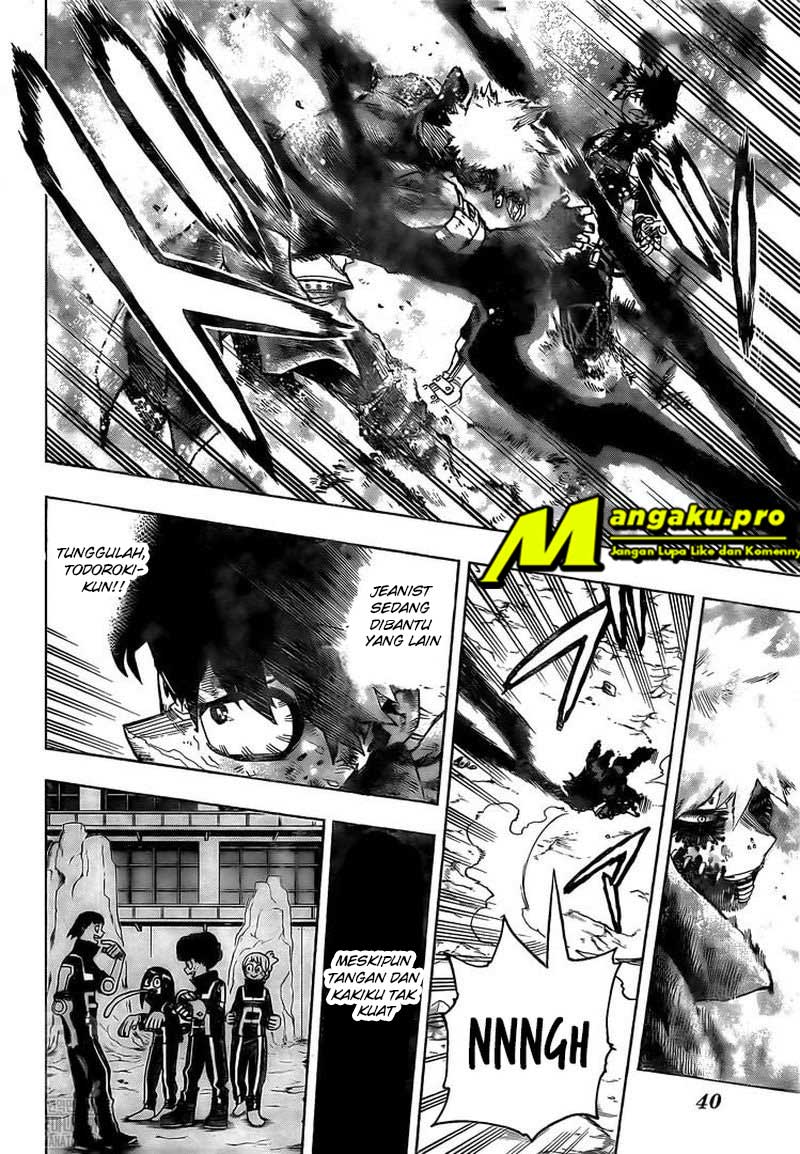 Mangaku.pro
Jangan Lupa Like dan Komenny
TUNGGULAH,
TODOROKI-
KUN!!
JEANIST
SEDANG
DIBANTU
YANG LAIN
NNNGH
MESKIPUN
TANGAN DAN
KAKIKU TAK
KUAT
40